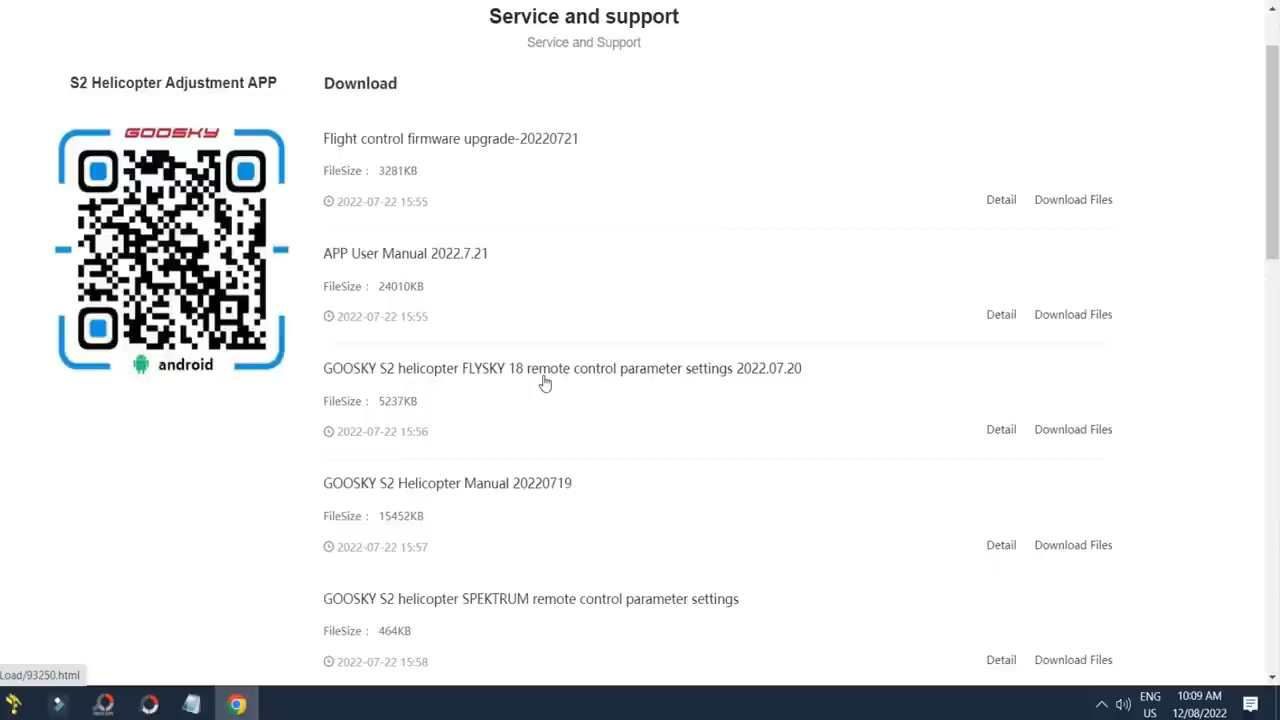 Service and support
Service and Support
S2 Helicopter Adjustment APP
GOOSKY
android
Download
Flight control firmware upgrade-20220721
FileSize： 3281KB
2022-07-22 15:55
Detail Download Files
APP User Manual 2022.7.21
FileSize： 24010KB
2022-07-22 15:55
Detail Download Files
GOOSKY S2 helicopter FLYSKY 18 remote control parameter settings 2022.07.20
FileSize： 5237KB
2022-07-22 15:56
Detail Download Files
GOOSKY S2 Helicopter Manual 20220719
FileSize： 15452KB
2022-07-22 15:57
Detail Download Files
GOOSKY S2 helicopter SPEKTRUM remote control parameter settings
FileSize： 464KB
2022-07-22 15:58
Detail Download Files
Load/93250.html
ENG 10:09 AM
US 12/08/2022